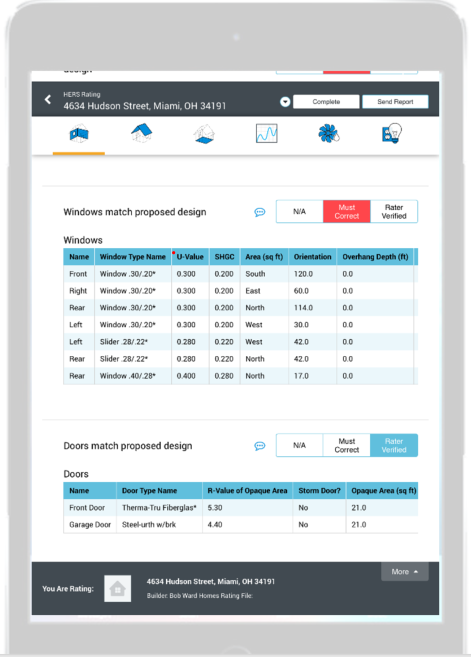 design
HERS Rating
4634 Hudson Street, Miami, OH 34191
Complete
Send Report
Windows match proposed design
N/A
Must Correct
Rater Verified
Windows
Name Window Type Name U-Value SHGC Area (sq ft) Orientation Overhang Depth (ft)
Front Window .30/.20* 0.300 0.200 South 120.0 0.0
Right Window .30/.20* 0.300 0.200 East 60.0 0.0
Rear Window .30/.20* 0.300 0.200 North 114.0 0.0
Left Window .30/.20* 0.300 0.200 West 30.0 0.0
Left Slider .28/.22* 0.280 0.220 West 42.0 0.0
Rear Slider .28/.22* 0.280 0.220 North 42.0 0.0
Rear Window .40/.28* 0.400 0.280 North 17.0 0.0
Doors match proposed design
N/A
Must Correct
Rater Verified
Doors
Name Door Type Name R-Value of Opaque Area Storm Door? Opaque Area (sq ft)
Front Door Therma-Tru Fiberglas* 5.30 No 21.0
Garage Door Steel-urth w/brk 4.40 No 21.0
More
You Are Rating:
4634 Hudson Street, Miami, OH 34191
Builder: Bob Ward Homes Rating File: